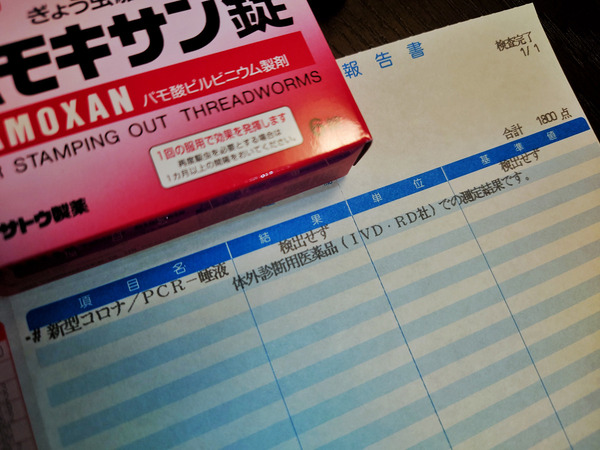 ぎょう虫
モキサン錠
MOXAN パモ酸ピルビニウム製剤
STAMPING OUT THREADWORMS
1回の服用で効果を発揮します
再度駆虫を必要とする場合は
1カ月以上の間隔をおいてください。
サトウ製薬
報告書
検査完了
1/1
合計 1800 点
項目名 結果 単位 基準値
-# 新型コロナ/PCR-唾液 検出せず 検出せず
体外診断用医薬品(IVD・RD社)での測定結果です。